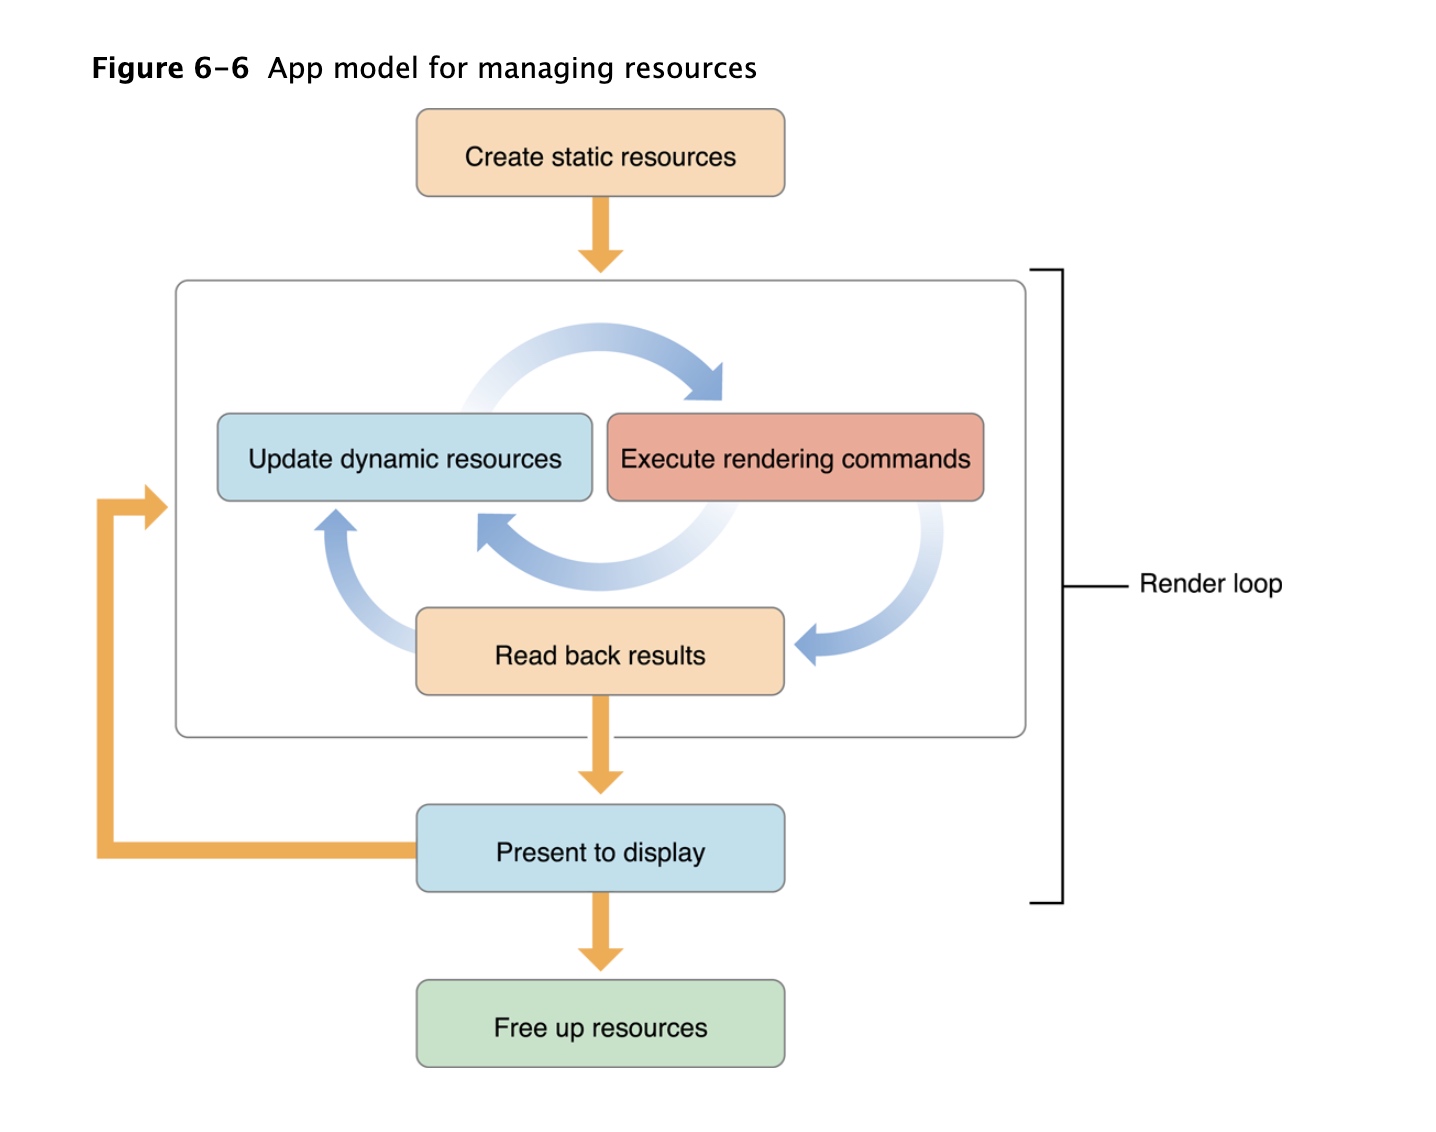 Figure 6–6 App model for managing resources
Create static resources
Update dynamic resources
Execute rendering commands
Render loop
Read back results
Present to display
Free up resources